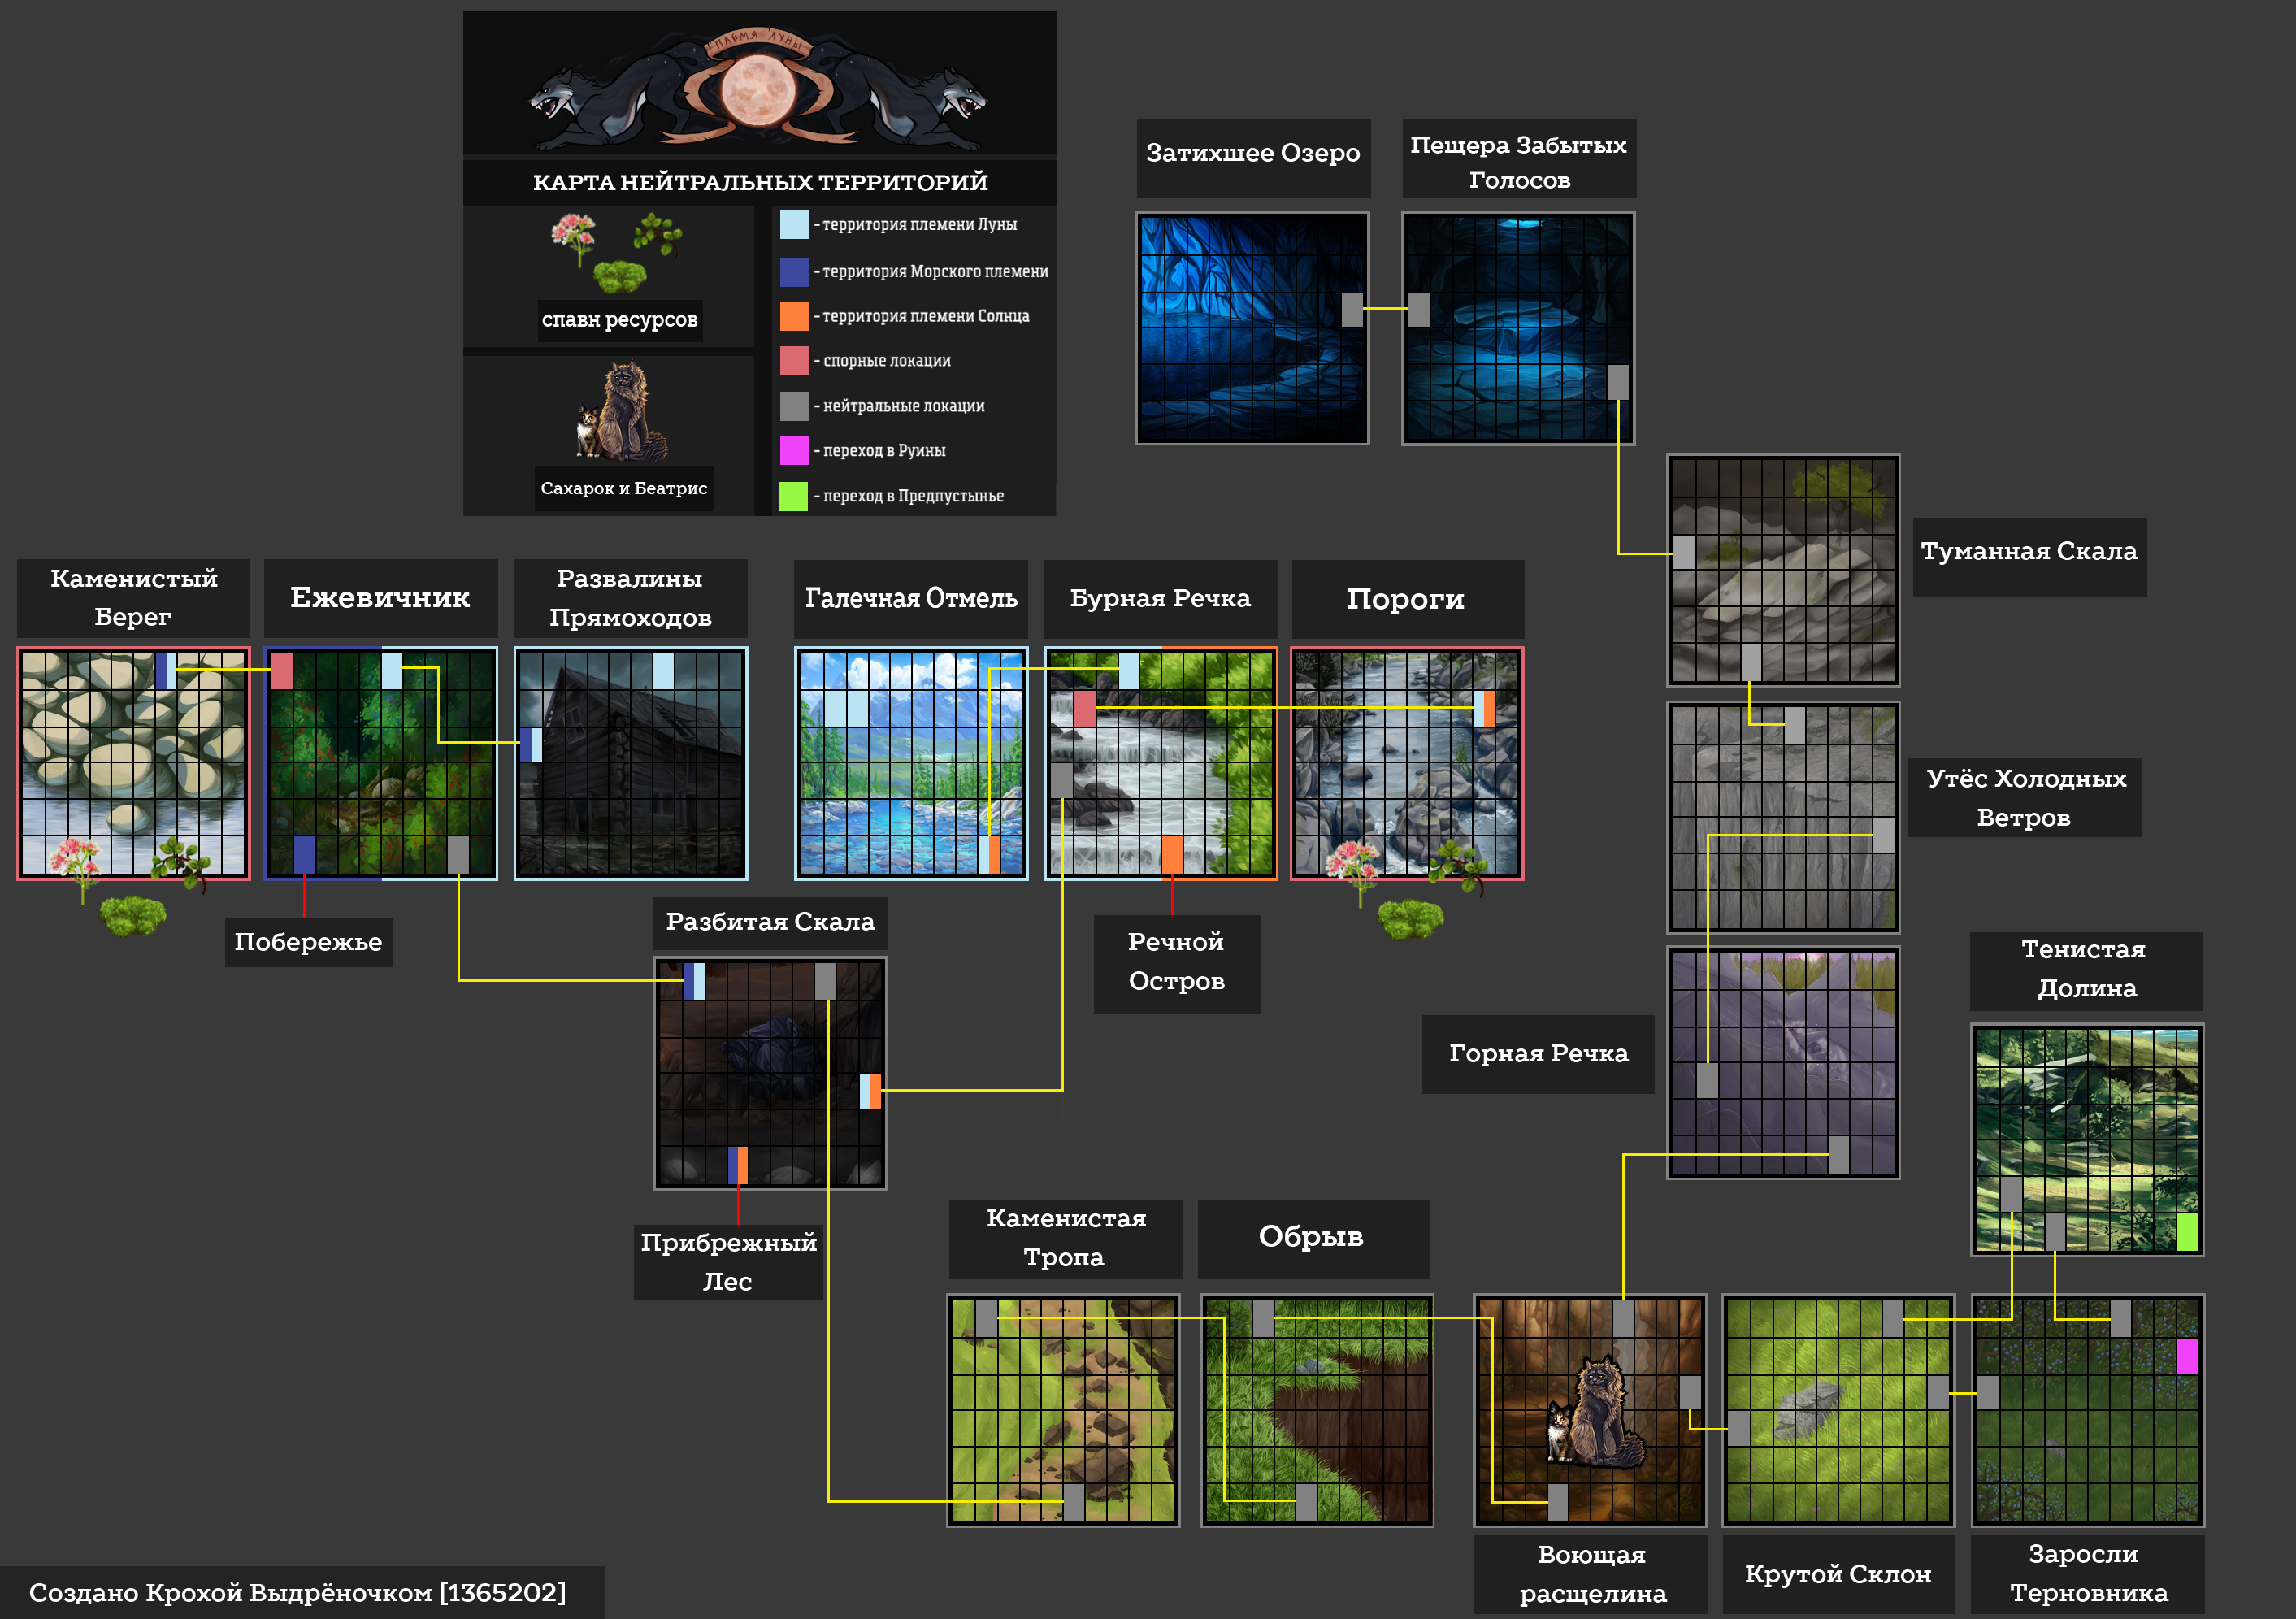 ПЛЕМЯ ЛУНЫ
КАРТА НЕЙТРАЛЬНЫХ ТЕРРИТОРИЙ
спавн ресурсов
Сахарок и Беатрис
- территория племени Луны
- территория Морского племени
- территория племени Солнца
- спорные локации
- нейтральные локации
- переход в Руины
- переход в Предпустынье
Затихшее Озеро
Пещера Забытых
Голосов
Туманная Скала
Каменистый
Берег
Ежевичник
Развалины
Прямоходов
Галечная Отмель
Бурная Речка
Пороги
Утёс Холодных
Ветров
Побережье
Разбитая Скала
Речной
Остров
Тенистая
Долина
Горная Речка
Прибрежный
Лес
Каменистая
Тропа
Обрыв
Воющая
расщелина
Крутой Склон
Заросли
Терновника
Создано Крохой Выдрёночком [1365202]